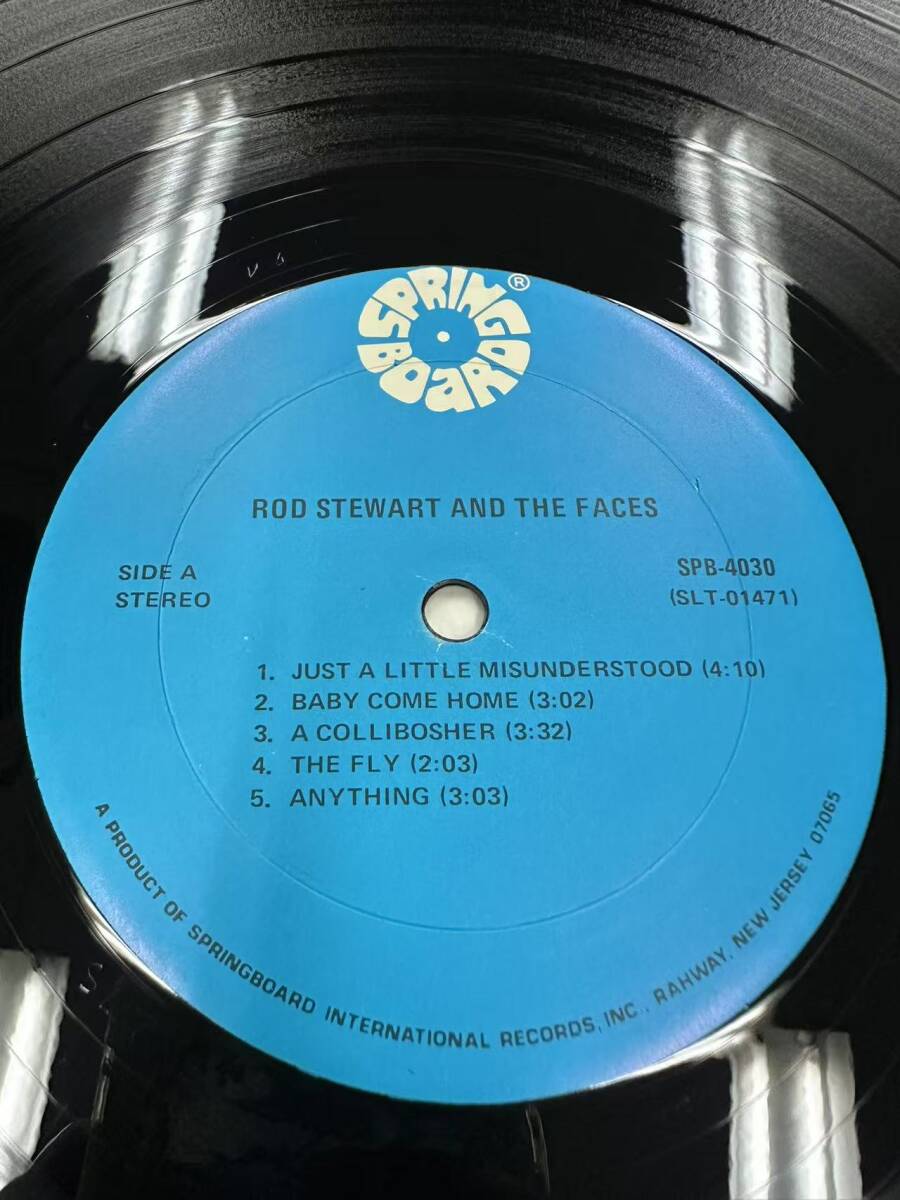 SPRINGBOARD®
ROD STEWART AND THE FACES
SIDE A
STEREO
SPB-4030
(SLT-01471)
1. JUST A LITTLE MISUNDERSTOOD (4:10)
2. BABY COME HOME (3:02)
3. A COLLIBOSHER (3:32)
4. THE FLY (2:03)
5. ANYTHING (3:03)
A PRODUCT OF SPRINGBOARD INTERNATIONAL RECORDS, INC., RAHWAY, NEW JERSEY 07065